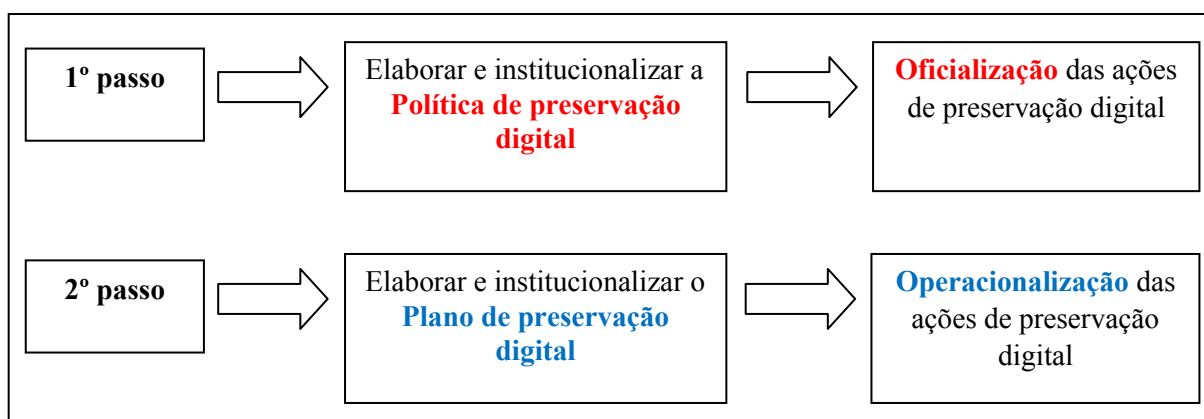 1º passo
Elaborar e institucionalizar a
Política de preservação
digital
Oficialização das ações
de preservação digital
2º passo
Elaborar e institucionalizar o
Plano de preservação
digital
Operacionalização das
ações de preservação
digital